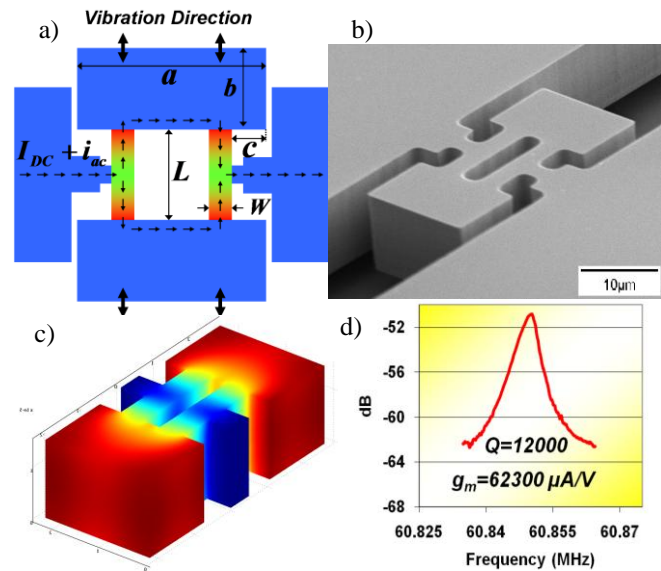 Vibration Direction
a)
a
b
c
I_DC + i_ac
L
W
b)
10µm
c)
d)
-52
-56
-60
-64
-68
dB
Q=12000
g_m=62300 µA/V
60.825 60.84 60.855 60.87
Frequency (MHz)